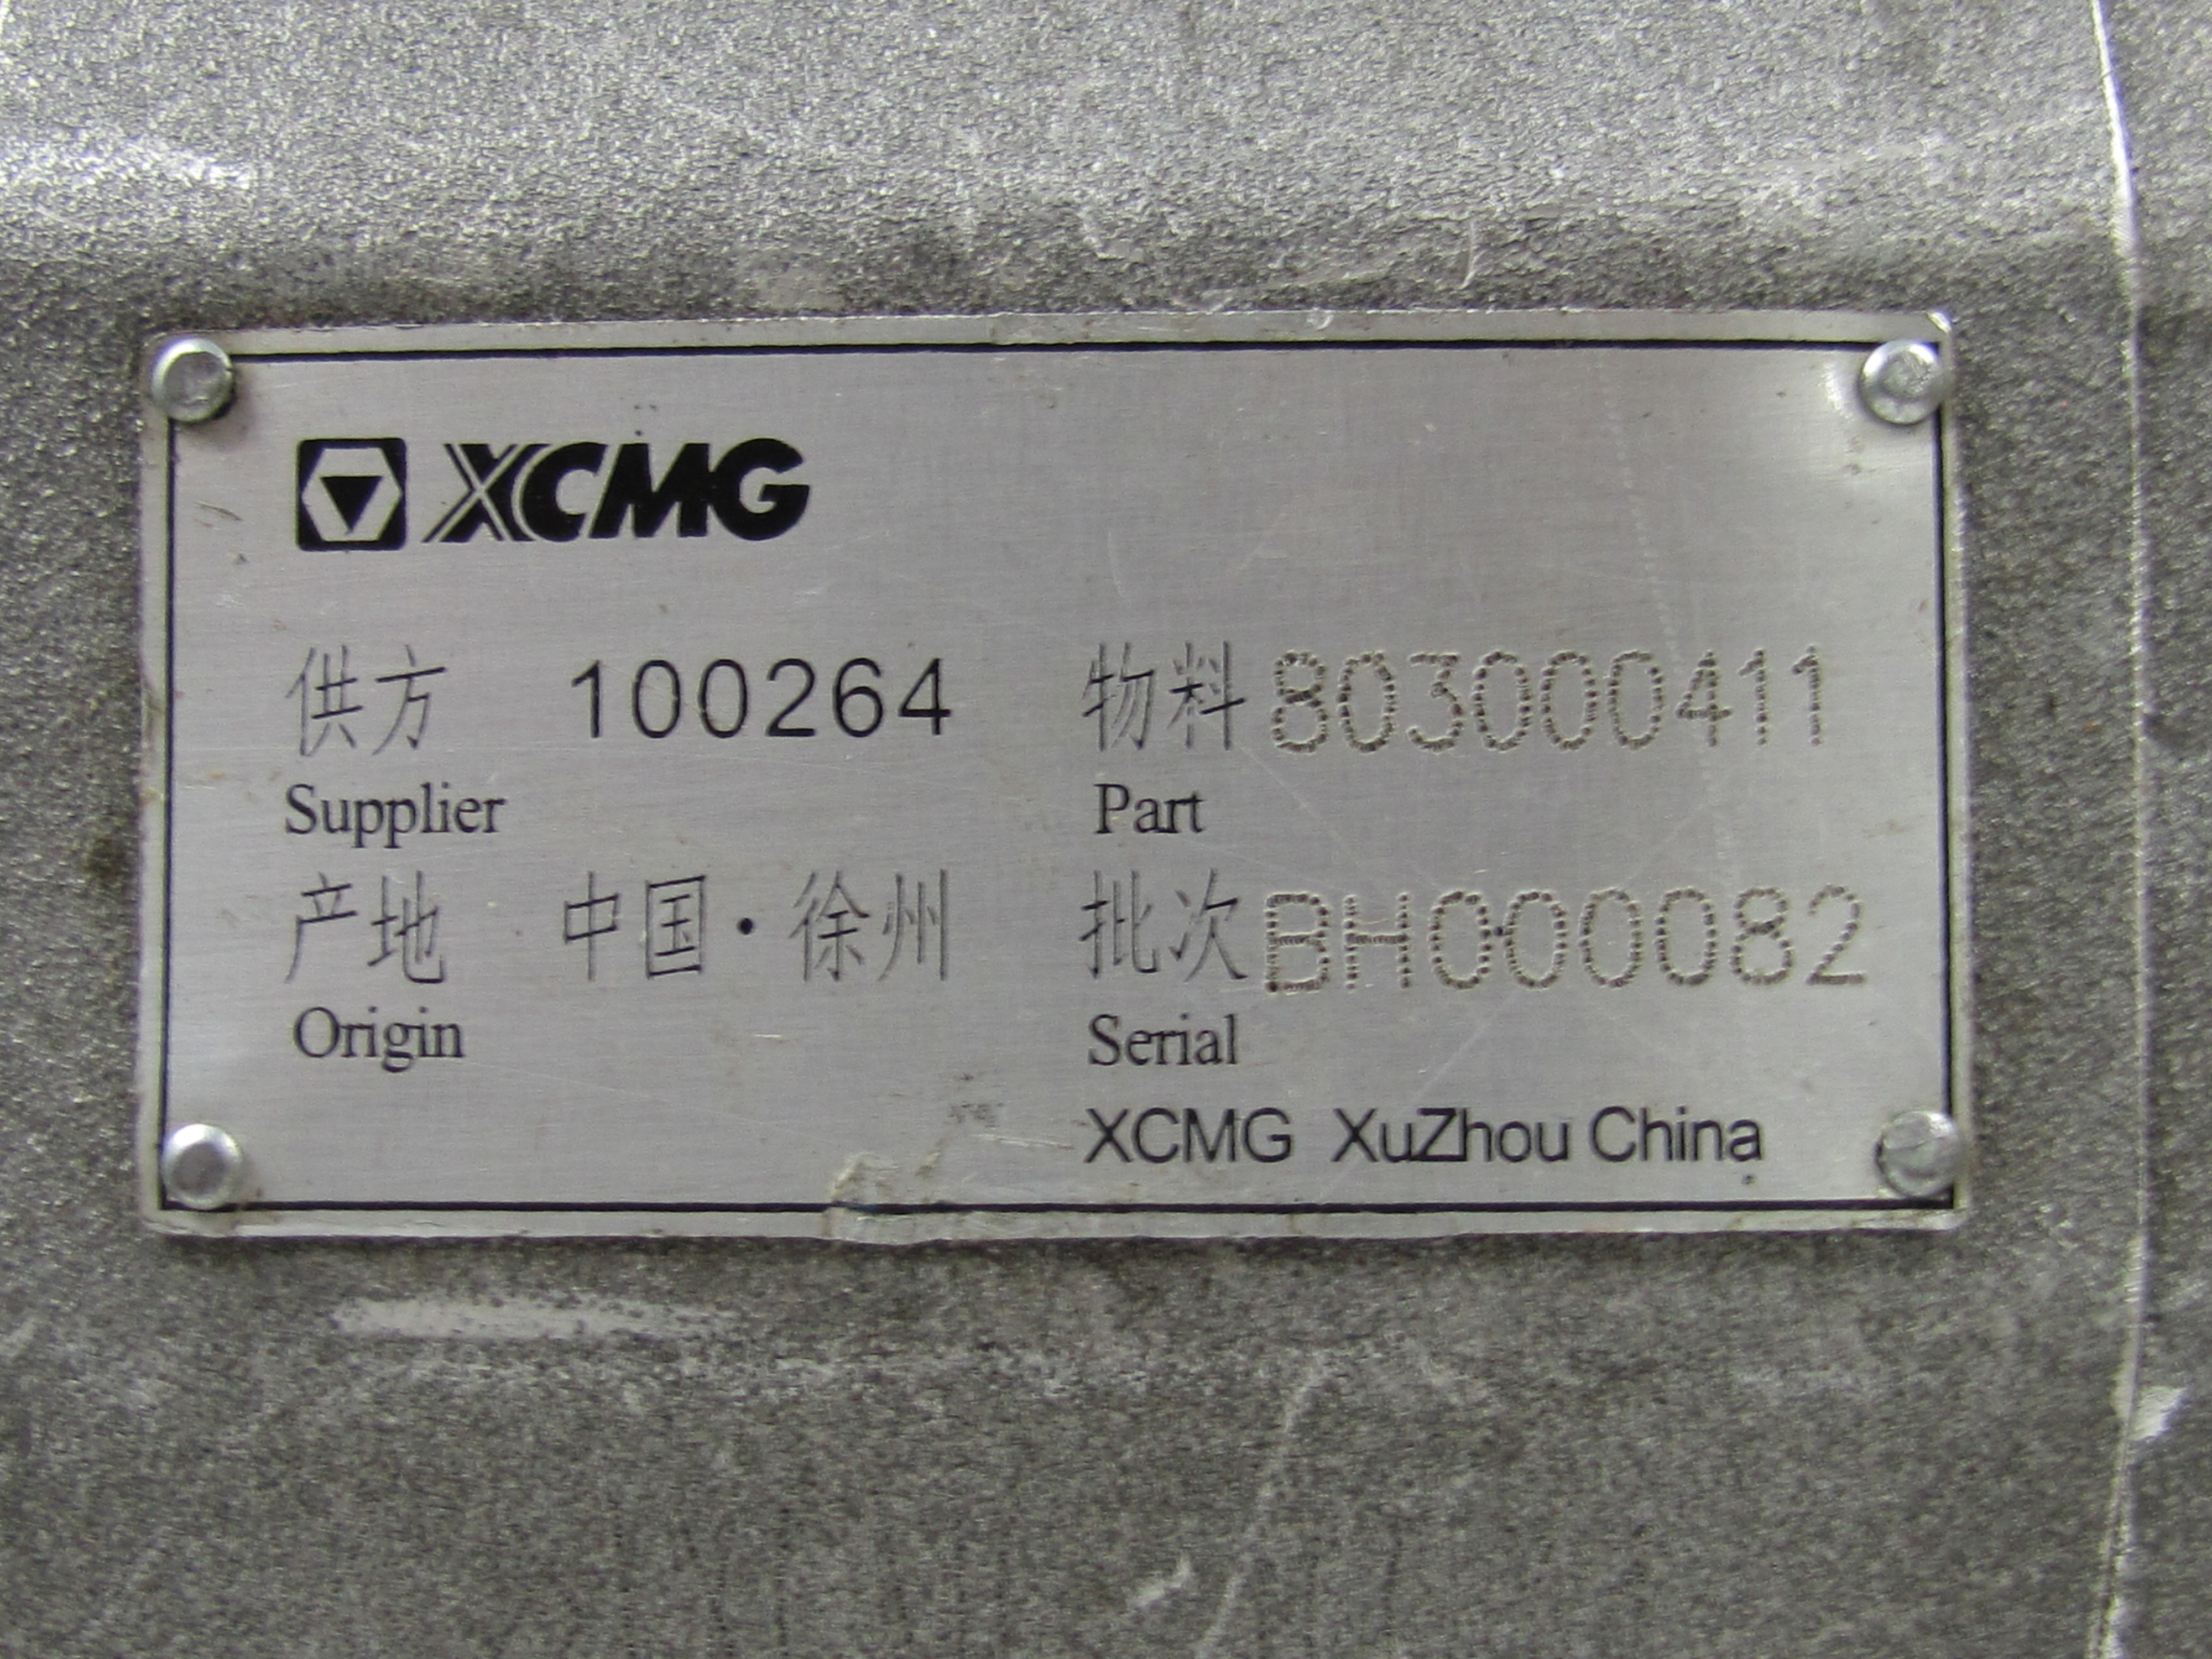 XCMG
供方 100264 物料 803000411
Supplier Part
产地 中国·徐州 批次 BH000082
Origin Serial
XCMG XuZhou China